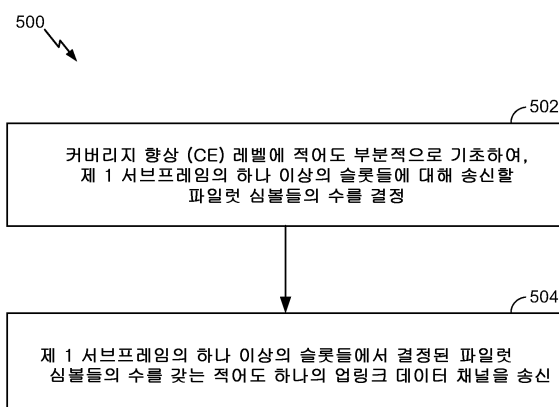 500
502
커버리지 향상 (CE) 레벨에 적어도 부분적으로 기초하여,
제 1 서브프레임의 하나 이상의 슬롯들에 대해 송신할
파일럿 심볼들의 수를 결정
504
제 1 서브프레임의 하나 이상의 슬롯들에서 결정된 파일럿
심볼들의 수를 갖는 적어도 하나의 업링크 데이터 채널을 송신